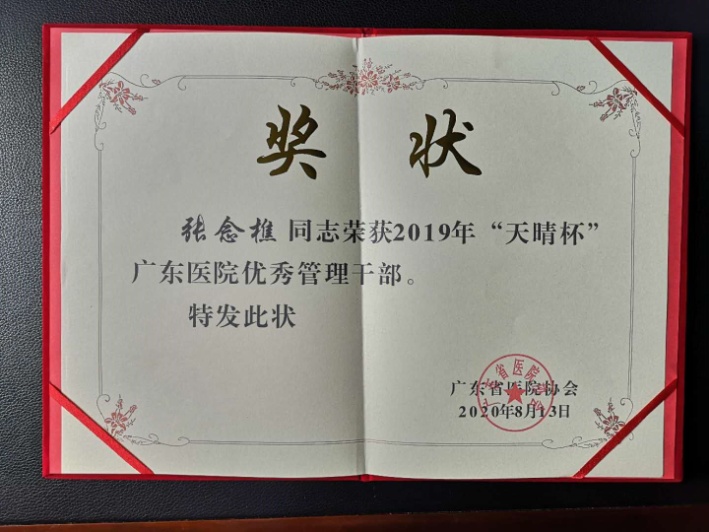 奖状
张念樵 同志荣获2019年“天晴杯”
广东医院优秀管理干部。
特发此状
广东省医院协会
2020年8月13日